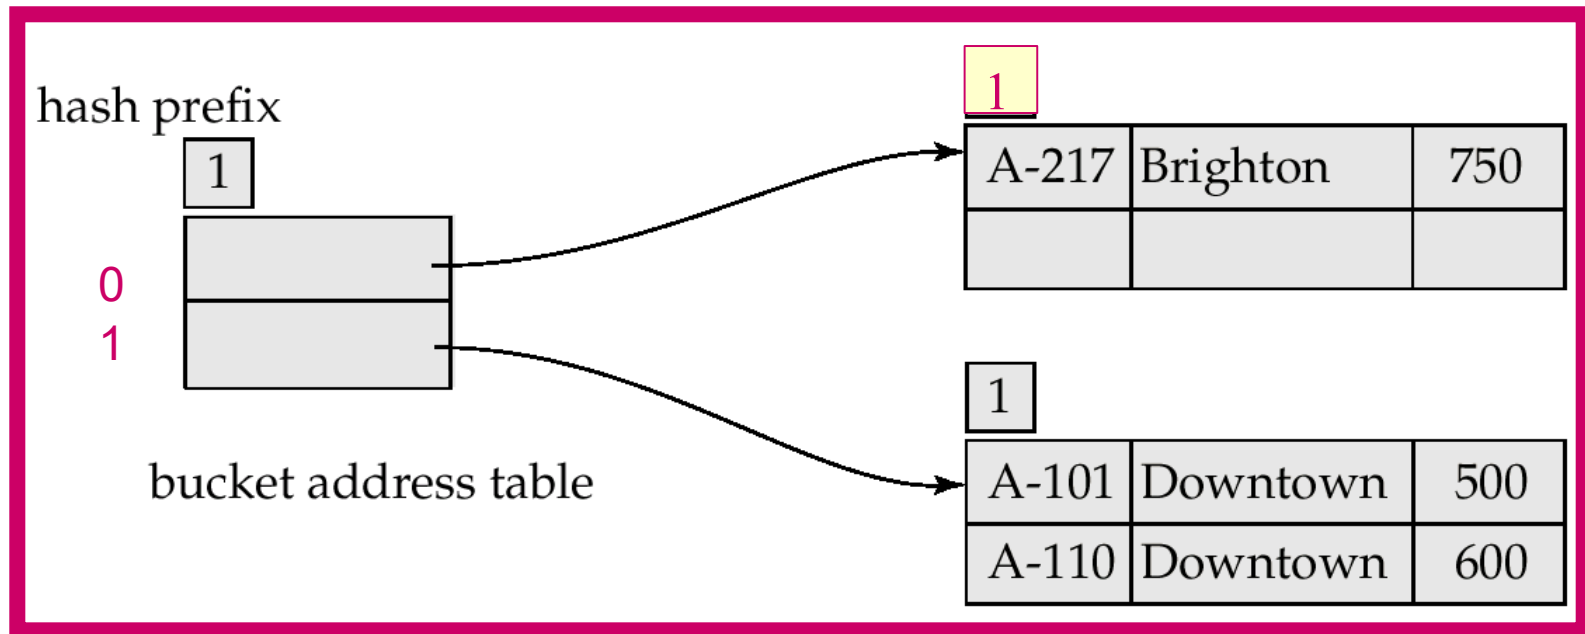 hash prefix
1
0
1
bucket address table
1
A-217 Brighton 750
1
A-101 Downtown 500
A-110 Downtown 600